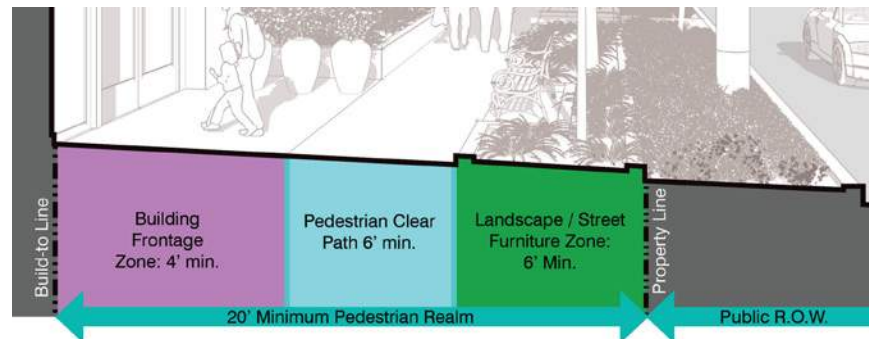 Build-to Line
Building
Frontage
Zone: 4' min.
Pedestrian Clear
Path 6' min.
Landscape / Street
Furniture Zone:
6' Min.
Property Line
20' Minimum Pedestrian Realm
Public R.O.W.